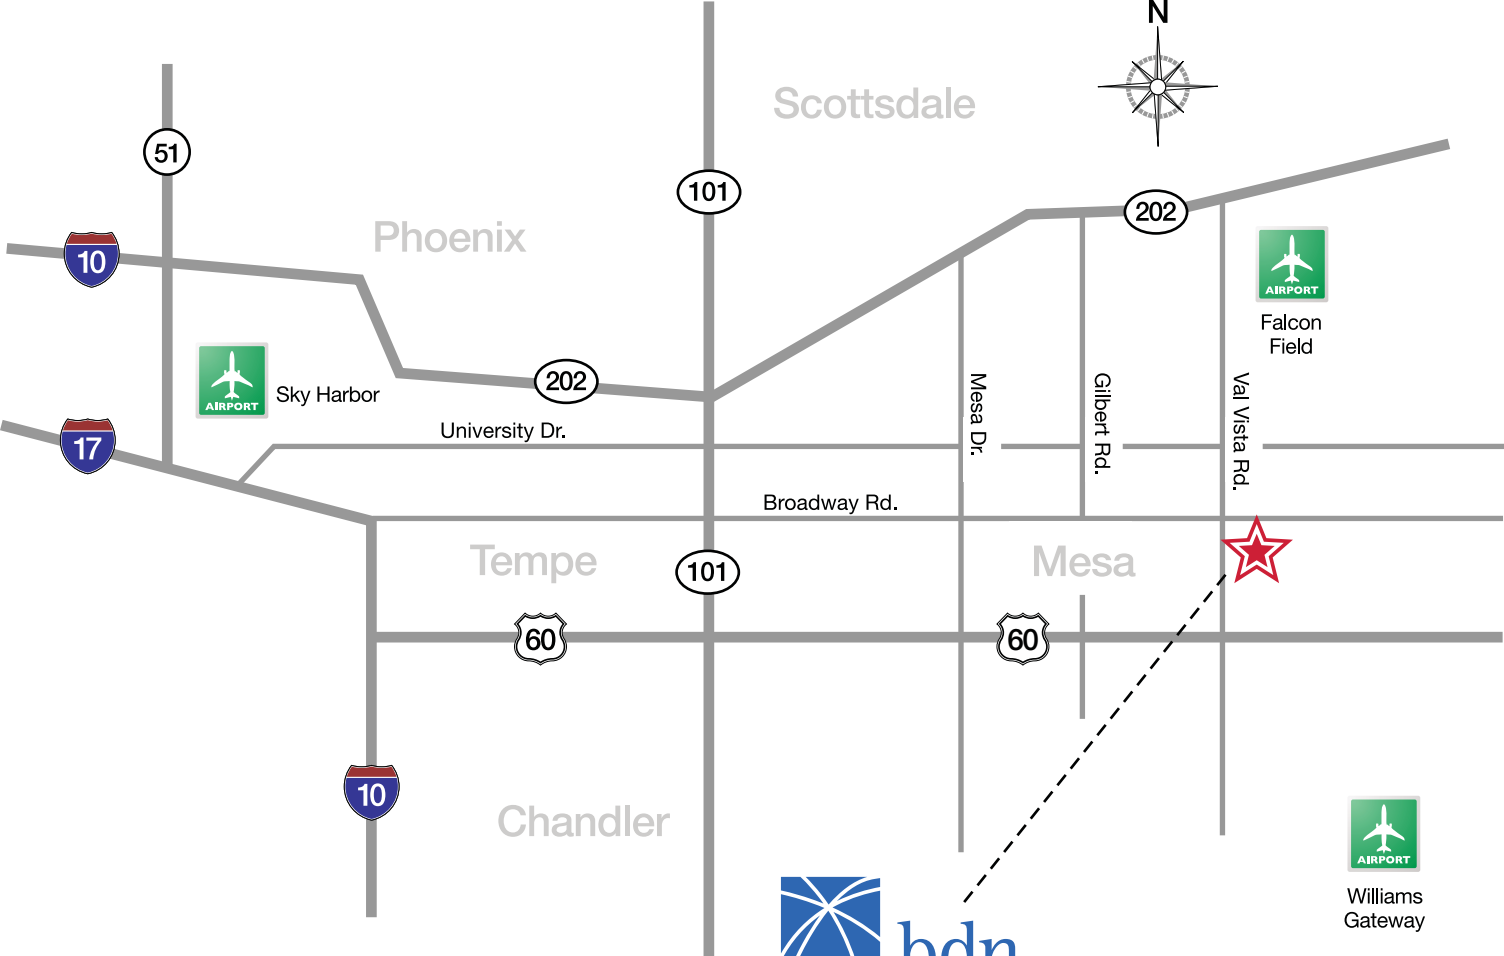 N
Scottsdale
51
101
202
Phoenix
10
AIRPORT
Falcon
Field
202
AIRPORT
Sky Harbor
Mesa Dr.
Gilbert Rd.
Val Vista Rd.
17
University Dr.
Broadway Rd.
Tempe
101
Mesa
60
60
10
Chandler
AIRPORT
Williams
Gateway
bdn